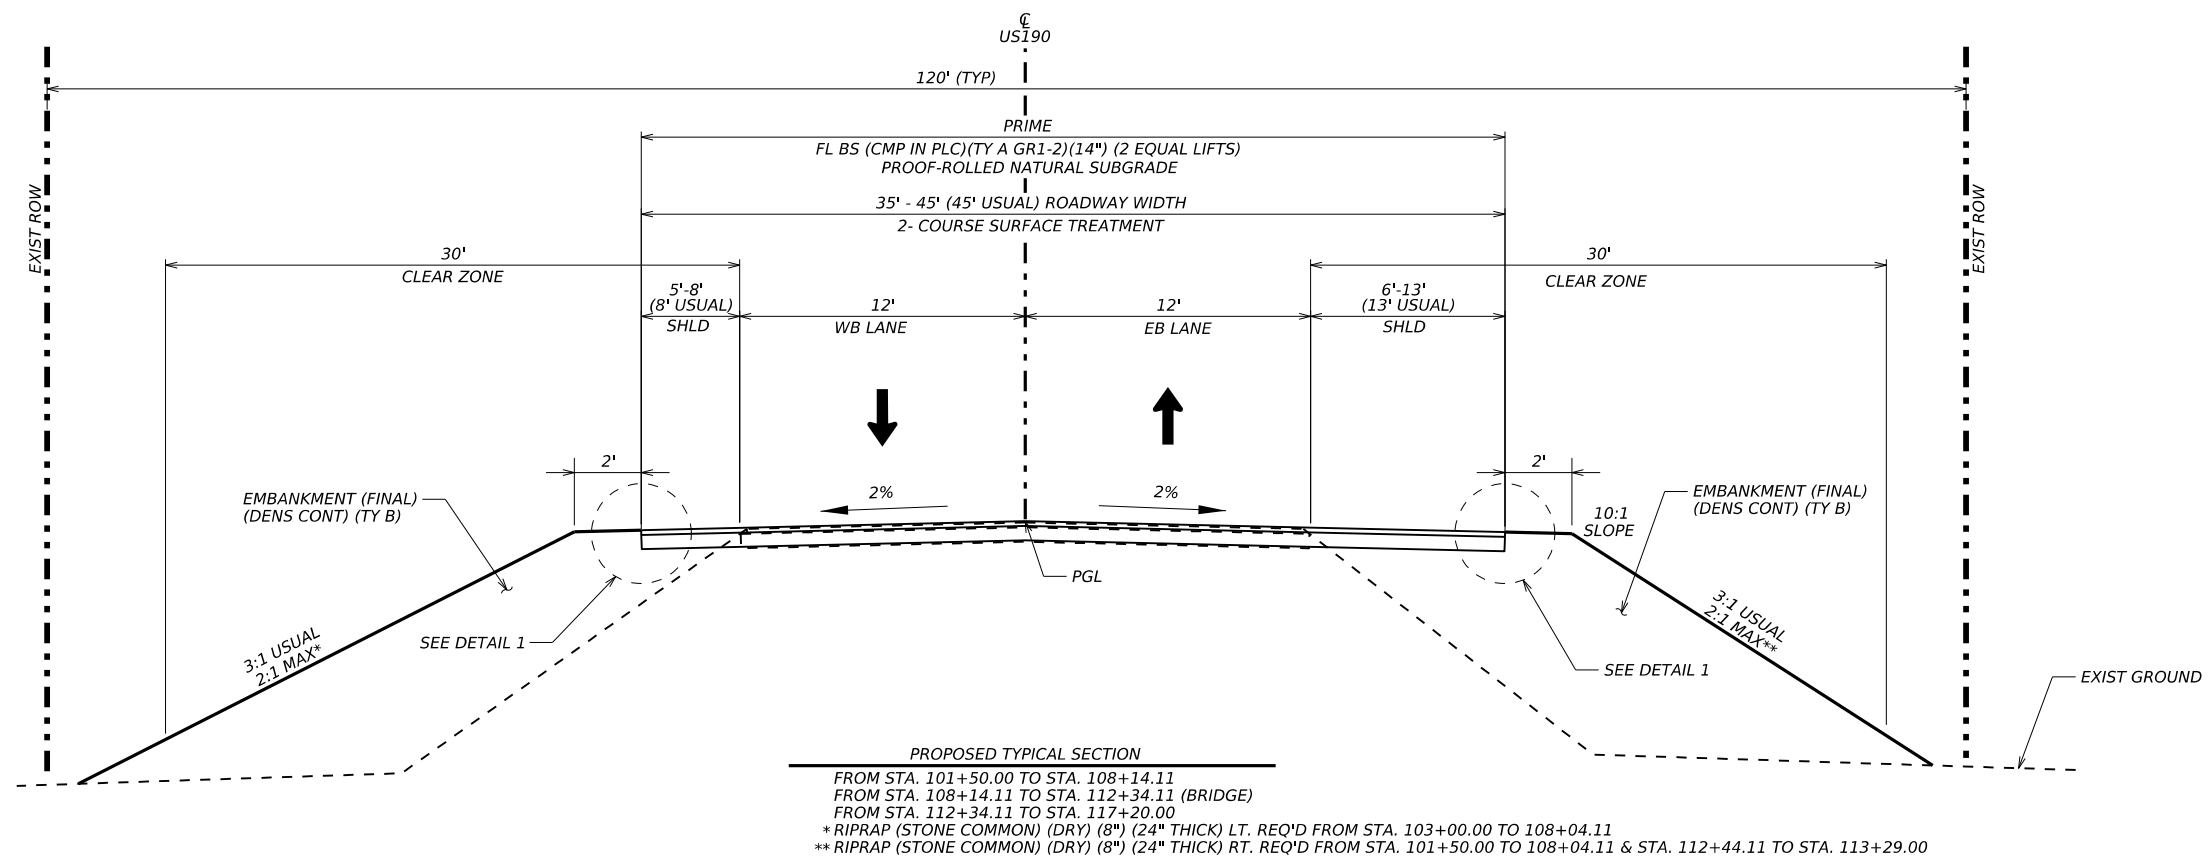 ℄
US190
120' (TYP)
PRIME
FL BS (CMP IN PLC)(TY A GR1-2)(14") (2 EQUAL LIFTS)
PROOF-ROLLED NATURAL SUBGRADE
EXIST ROW
EXIST ROW
35' - 45' (45' USUAL) ROADWAY WIDTH
2- COURSE SURFACE TREATMENT
30'
CLEAR ZONE
30'
CLEAR ZONE
5'-8'
(8' USUAL)
SHLD
12'
WB LANE
12'
EB LANE
6'-13'
(13' USUAL)
SHLD
2'
2'
2%
2%
EMBANKMENT (FINAL)
(DENS CONT) (TY B)
EMBANKMENT (FINAL)
(DENS CONT) (TY B)
10:1
SLOPE
PGL
SEE DETAIL 1
SEE DETAIL 1
3:1 USUAL
2:1 MAX*
3:1 USUAL
2:1 MAX**
EXIST GROUND
PROPOSED TYPICAL SECTION
FROM STA. 101+50.00 TO STA. 108+14.11
FROM STA. 108+14.11 TO STA. 112+34.11 (BRIDGE)
FROM STA. 112+34.11 TO STA. 117+20.00
* RIPRAP (STONE COMMON) (DRY) (8") (24" THICK) LT. REQ'D FROM STA. 103+00.00 TO 108+04.11
** RIPRAP (STONE COMMON) (DRY) (8") (24" THICK) RT. REQ'D FROM STA. 101+50.00 TO 108+04.11 & STA. 112+44.11 TO STA. 113+29.00